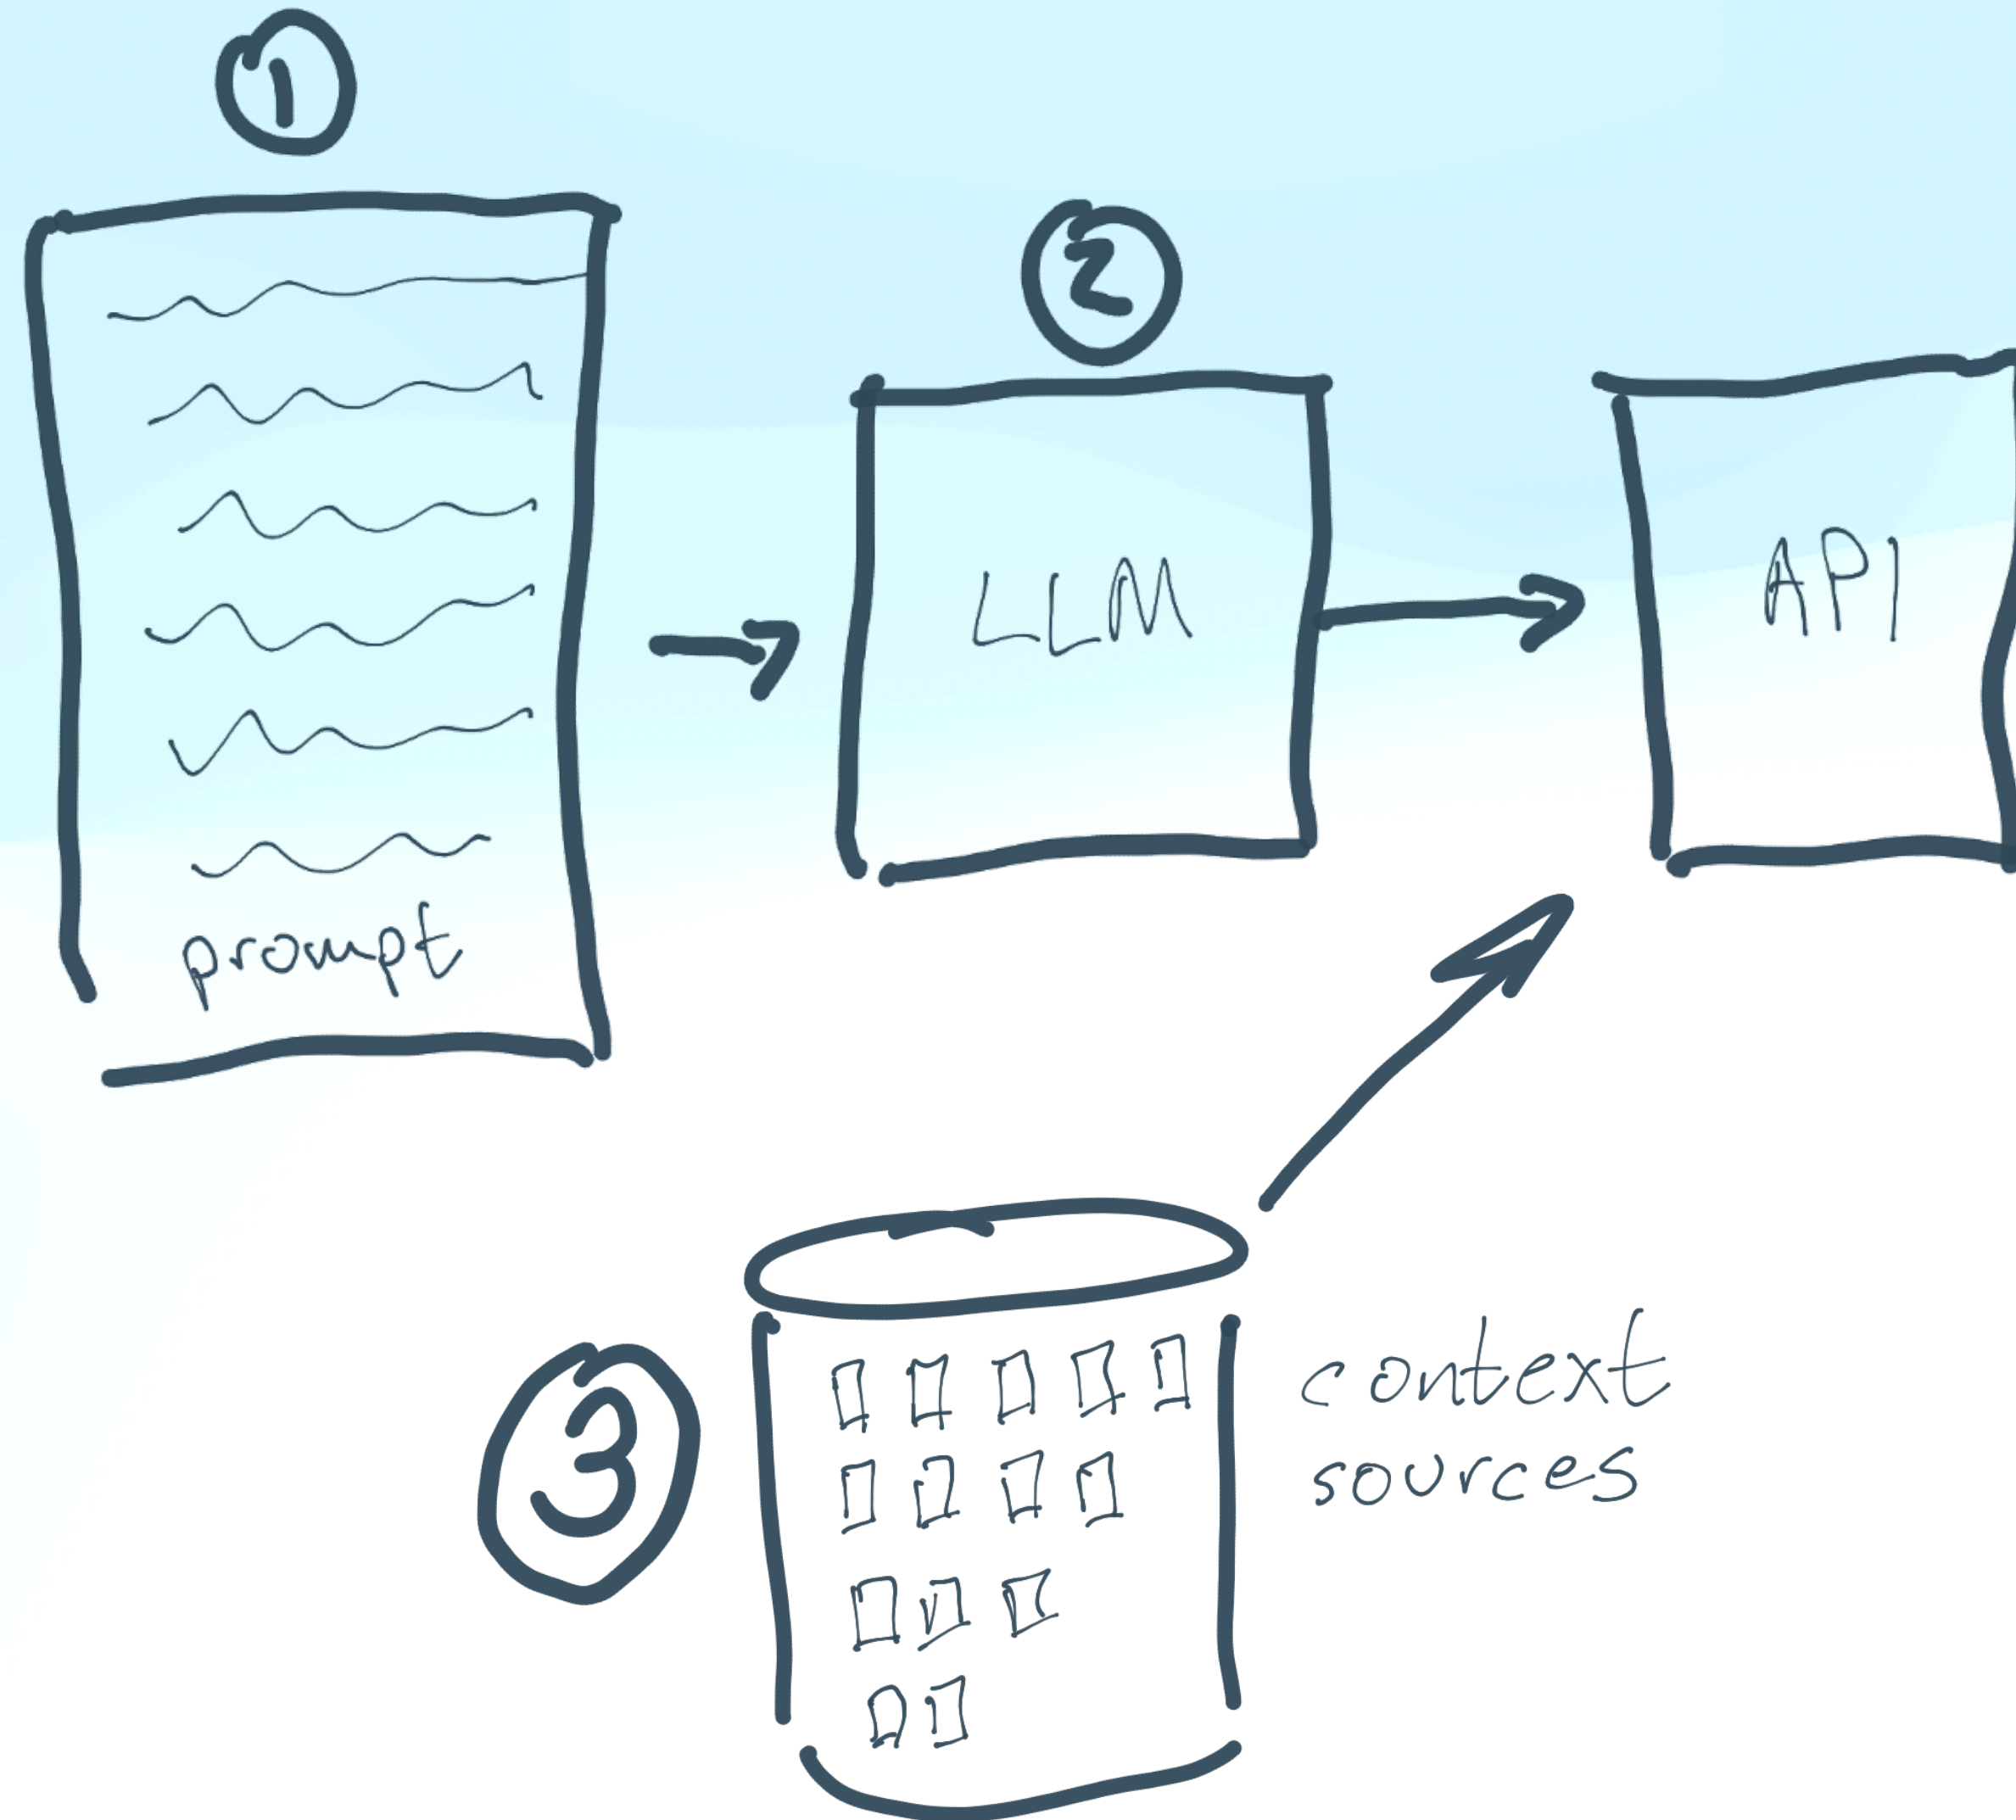 1
2
LLM
API
prompt
3
context
sources